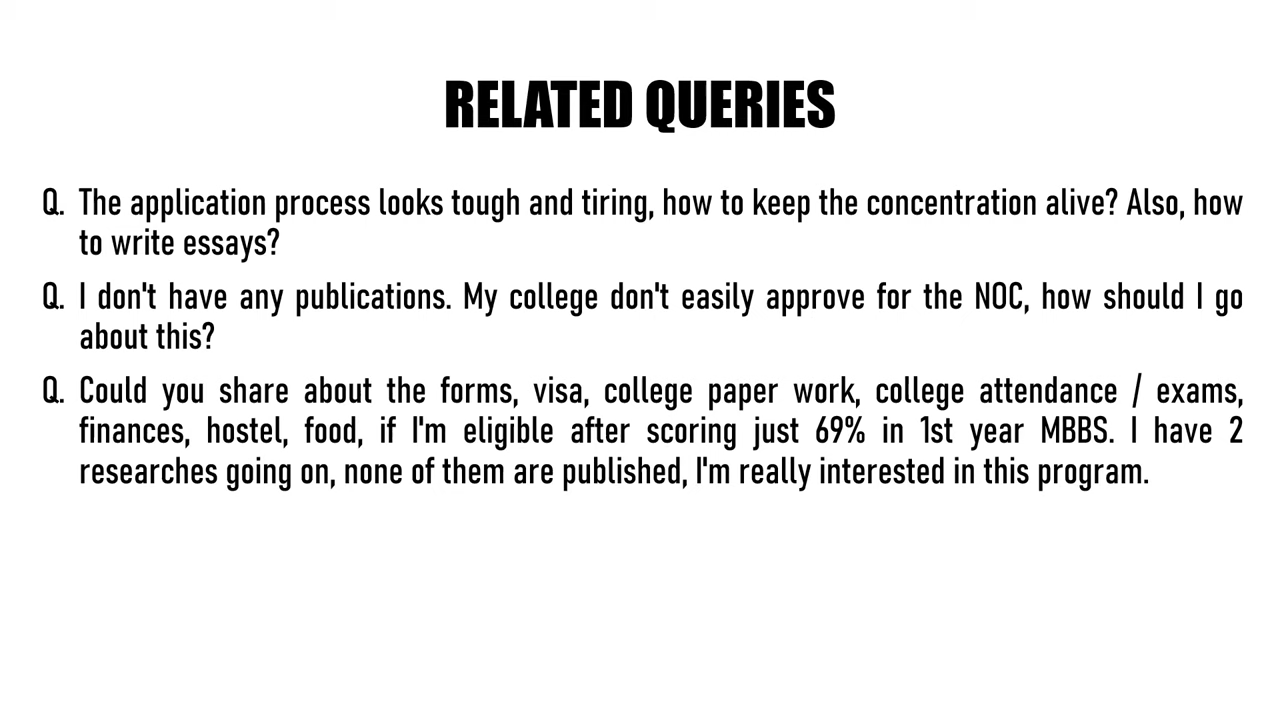 RELATED QUERIES
Q. The application process looks tough and tiring, how to keep the concentration alive? Also, how
to write essays?
Q. I don't have any publications. My college don't easily approve for the NOC, how should I go
about this?
Q. Could you share about the forms, visa, college paper work, college attendance / exams,
finances, hostel, food, if I'm eligible after scoring just 69% in 1st year MBBS. I have 2
researches going on, none of them are published, I'm really interested in this program.